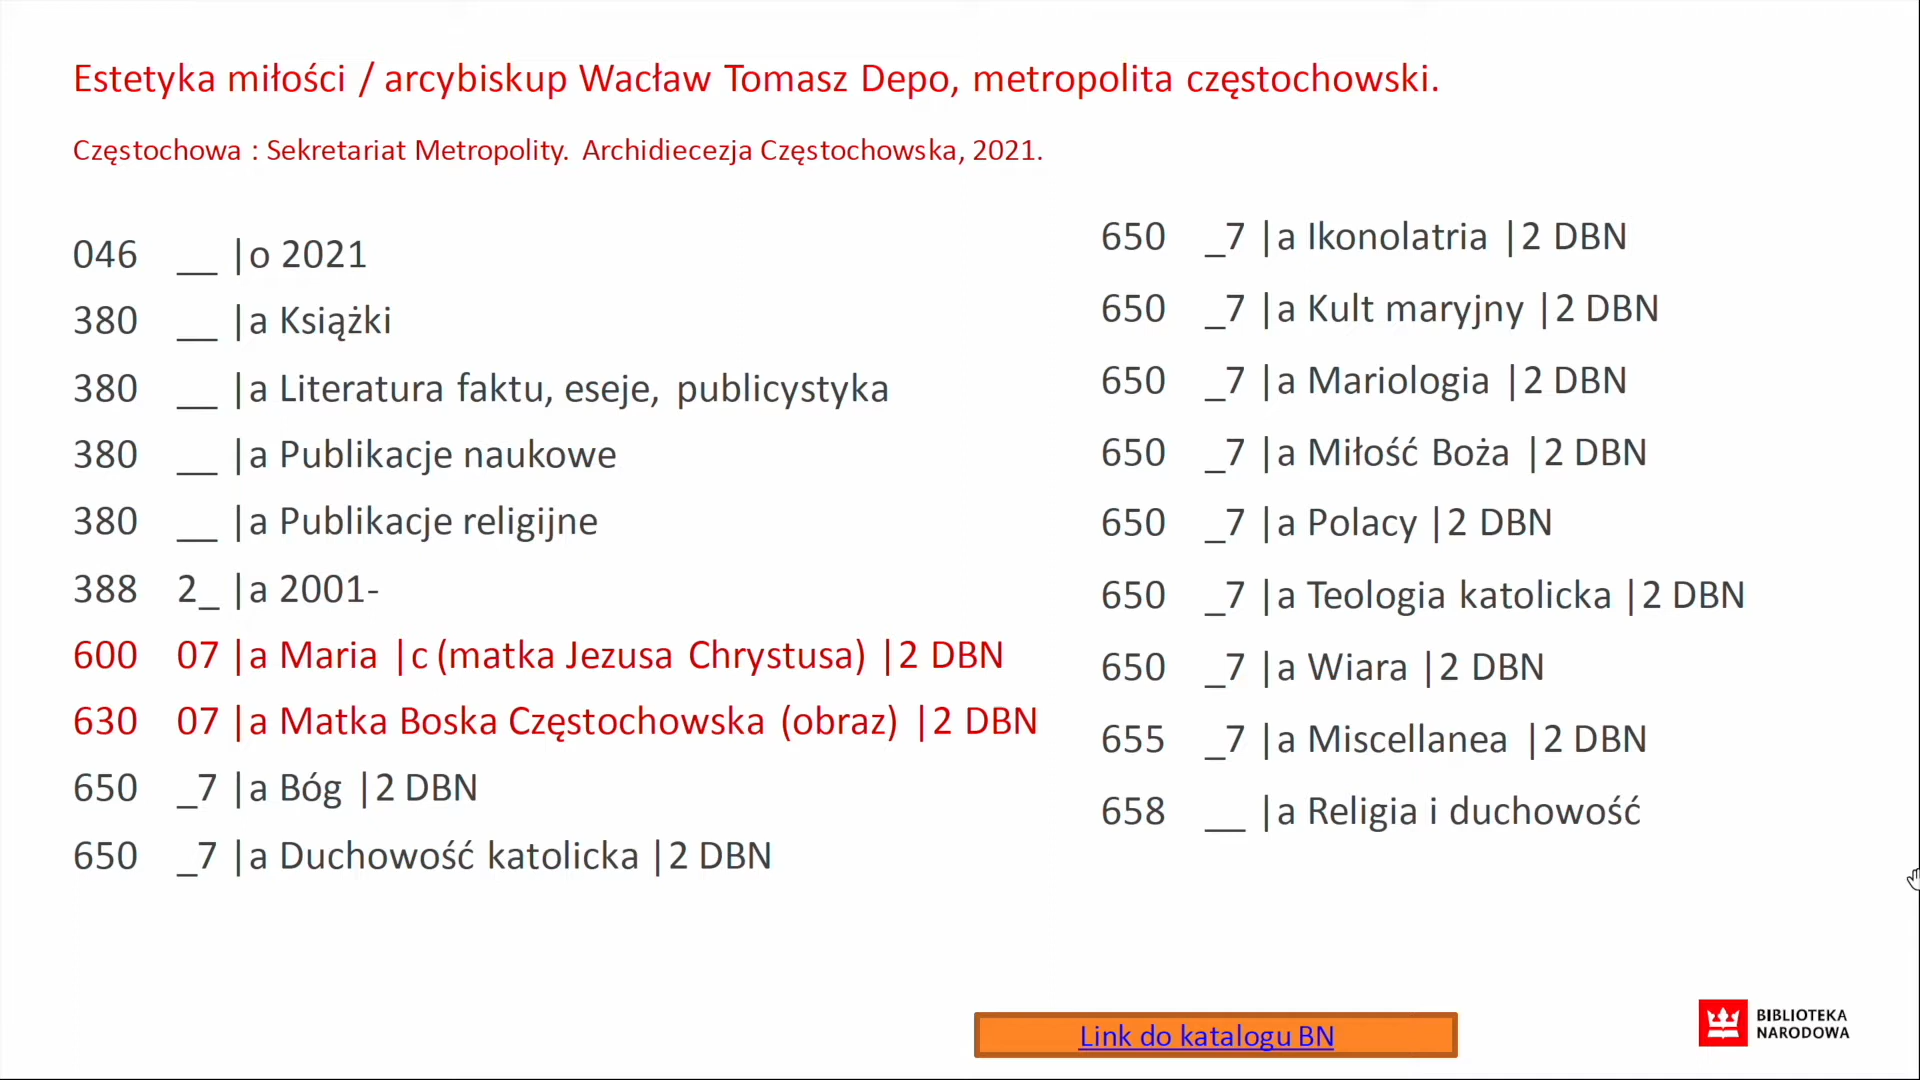 Estetyka miłości / arcybiskup Wacław Tomasz Depo, metropolita częstochowski.
Częstochowa : Sekretariat Metropolity. Archidiecezja Częstochowska, 2021.
046 __ |o 2021
380 __ |a Książki
380 __ |a Literatura faktu, eseje, publicystyka
380 __ |a Publikacje naukowe
380 __ |a Publikacje religijne
388 2_ |a 2001-
600 07 |a Maria |c (matka Jezusa Chrystusa) |2 DBN
630 07 |a Matka Boska Częstochowska (obraz) |2 DBN
650 _7 |a Bóg |2 DBN
650 _7 |a Duchowość katolicka |2 DBN
650 _7 |a Ikonolatria |2 DBN
650 _7 |a Kult maryjny |2 DBN
650 _7 |a Mariologia |2 DBN
650 _7 |a Miłość Boża |2 DBN
650 _7 |a Polacy |2 DBN
650 _7 |a Teologia katolicka |2 DBN
650 _7 |a Wiara |2 DBN
655 _7 |a Miscellanea |2 DBN
658 __ |a Religia i duchowość
Link do katalogu BN
BIBLIOTEKA
NARODOWA